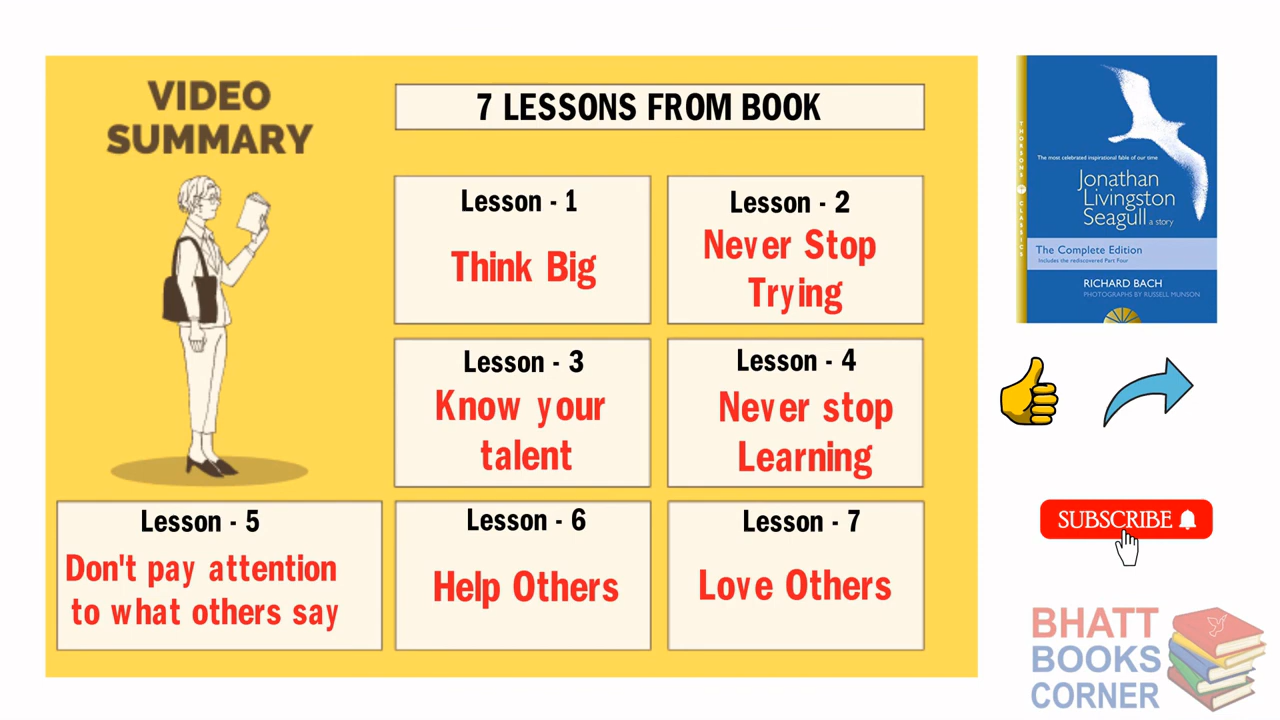 VIDEO
SUMMARY
7 LESSONS FROM BOOK
Lesson - 1
Think Big
Lesson - 2
Never Stop
Trying
Lesson - 3
Know your
talent
Lesson - 4
Never stop
Learning
Lesson - 5
Don't pay attention
to what others say
Lesson - 6
Help Others
Lesson - 7
Love Others
THORSONS CLASSICS
The most celebrated inspirational fable of our time
Jonathan
Livingston
Seagull a story
The Complete Edition
Includes the rediscovered Part Four
RICHARD BACH
PHOTOGRAPHS BY RUSSELL MUNSON
SUBSCRIBE
BHATT
BOOKS
CORNER